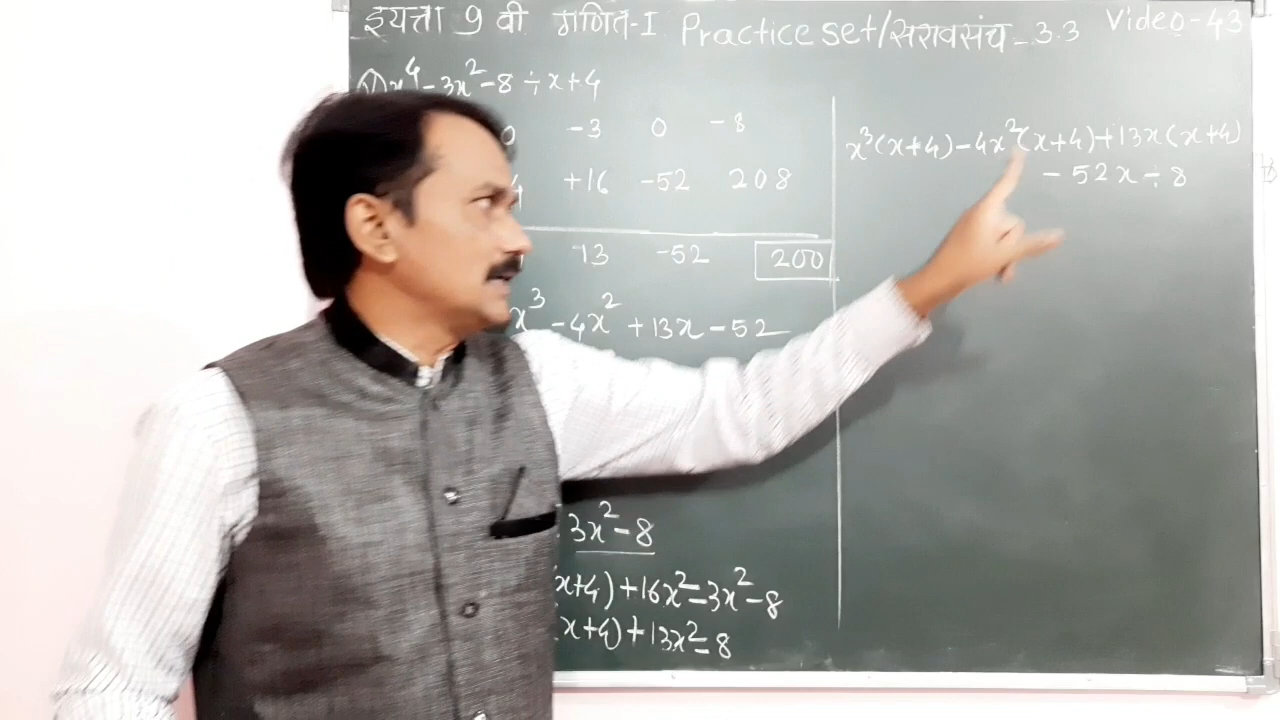 इयत्ता 9 वी गणित-I Practice set/सरावसंच - 3.3 Video-43
x⁴-3x²-8 ÷ x+4
0 -3 0 -8
4 +16 -52 208
13 -52 200
x³ -4x² +13x -52
3x²-8
(x+4) +16x²-3x²-8
(x+4) +13x²-8
x³(x+4)-4x²(x+4)+13x(x+4)
-52x-8